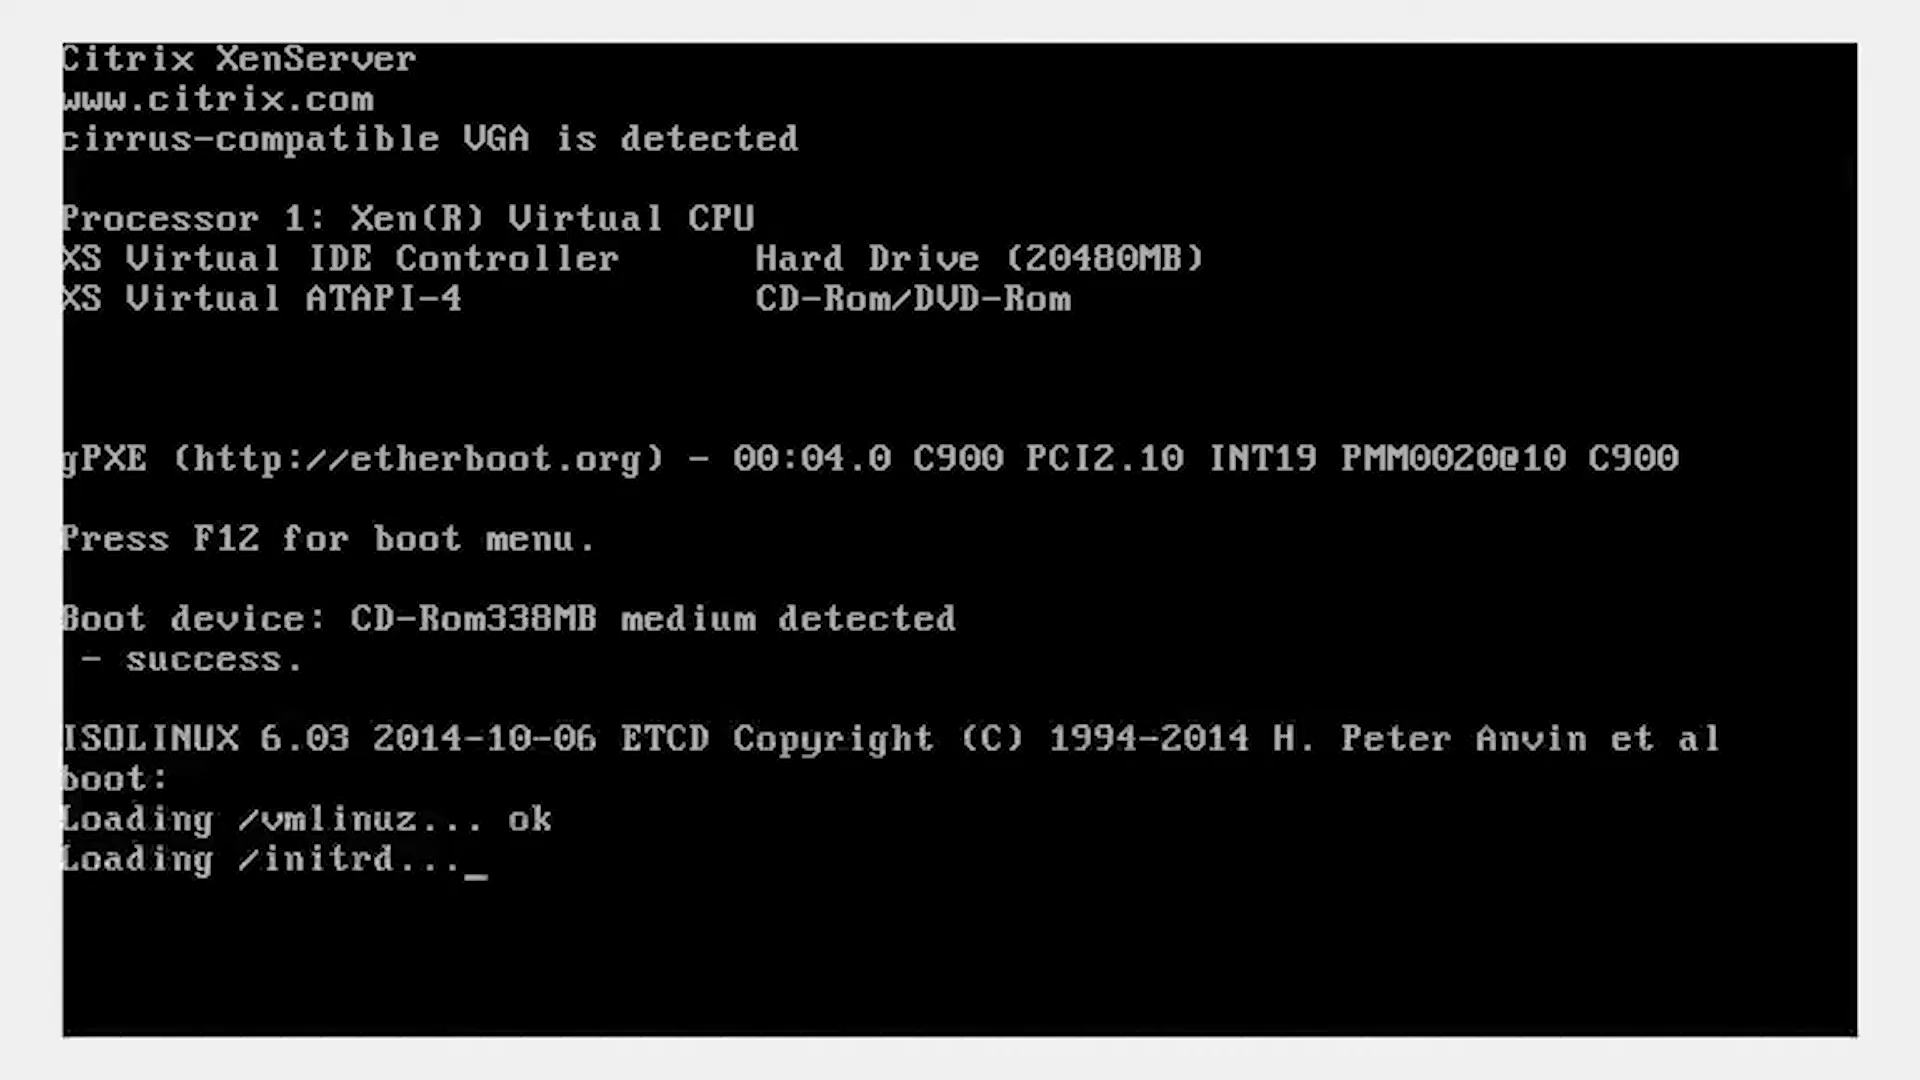 Citrix XenServer
www.citrix.com
cirrus-compatible VGA is detected
Processor 1: Xen(R) Virtual CPU
XS Virtual IDE Controller Hard Drive (20480MB)
XS Virtual ATAPI-4 CD-Rom/DVD-Rom
gPXE (http://etherboot.org) - 00:04.0 C900 PCI2.10 INT19 PMM0020@10 C900
Press F12 for boot menu.
Boot device: CD-Rom338MB medium detected
- success.
ISOLINUX 6.03 2014-10-06 ETCD Copyright (C) 1994-2014 H. Peter Anvin et al
boot:
Loading /vmlinuz... ok
Loading /initrd..._